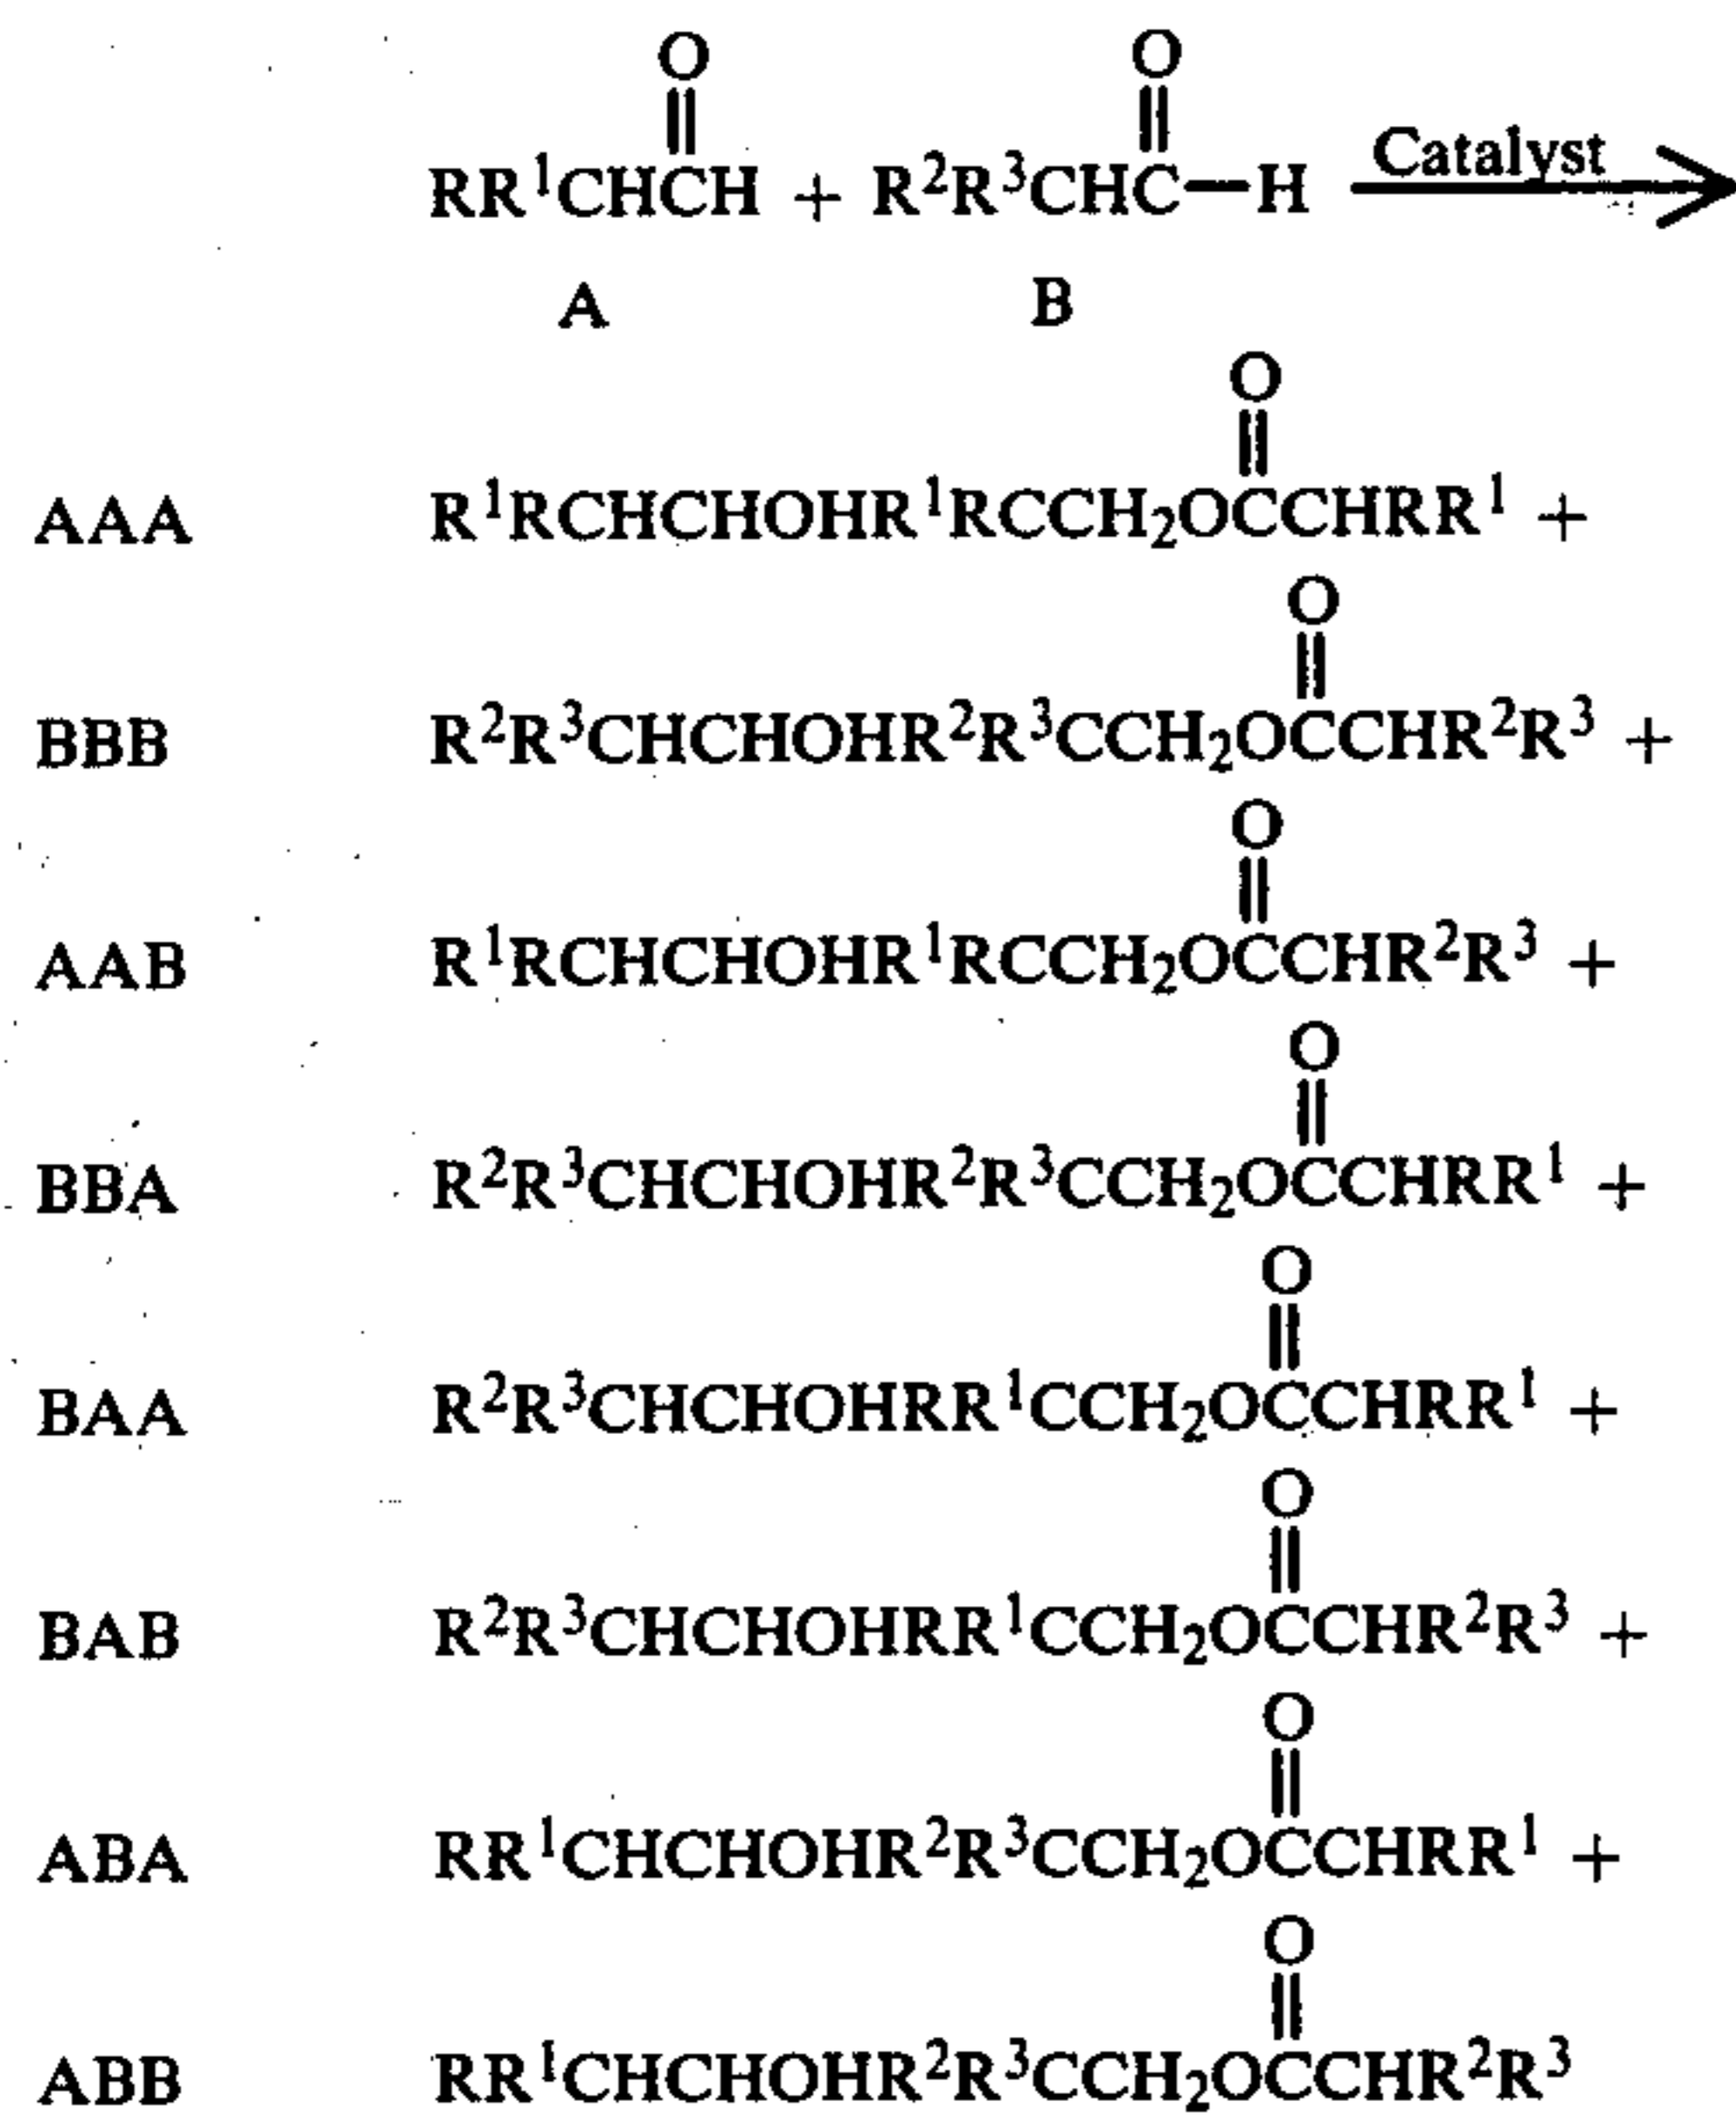 O O
RR¹CHCH + R²R³CHC—H Catalyst
A B
O
AAA R¹RCHCHOHR¹RCCH₂OCCHRR¹ +
O
BBB R²R³CHCHOHR²R³CCH₂OCCHR²R³ +
O
AAB R¹RCHCHOHR¹RCCH₂OCCHR²R³ +
O
BBA R²R³CHCHOHR²R³CCH₂OCCHRR¹ +
O
BAA R²R³CHCHOHRR¹CCH₂OCCHRR¹ +
O
BAB R²R³CHCHOHRR¹CCH₂OCCHR²R³ +
O
ABA RR¹CHCHOHR²R³CCH₂OCCHRR¹ +
O
ABB RR¹CHCHOHR²R³CCH₂OCCHR²R³